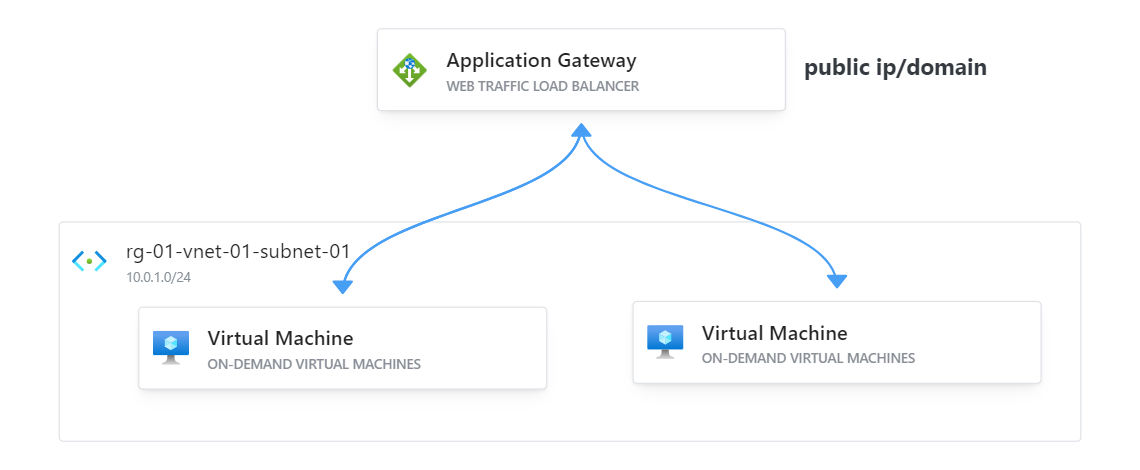 Application Gateway
WEB TRAFFIC LOAD BALANCER
public ip/domain
rg-01-vnet-01-subnet-01
10.0.1.0/24
Virtual Machine
ON-DEMAND VIRTUAL MACHINES
Virtual Machine
ON-DEMAND VIRTUAL MACHINES